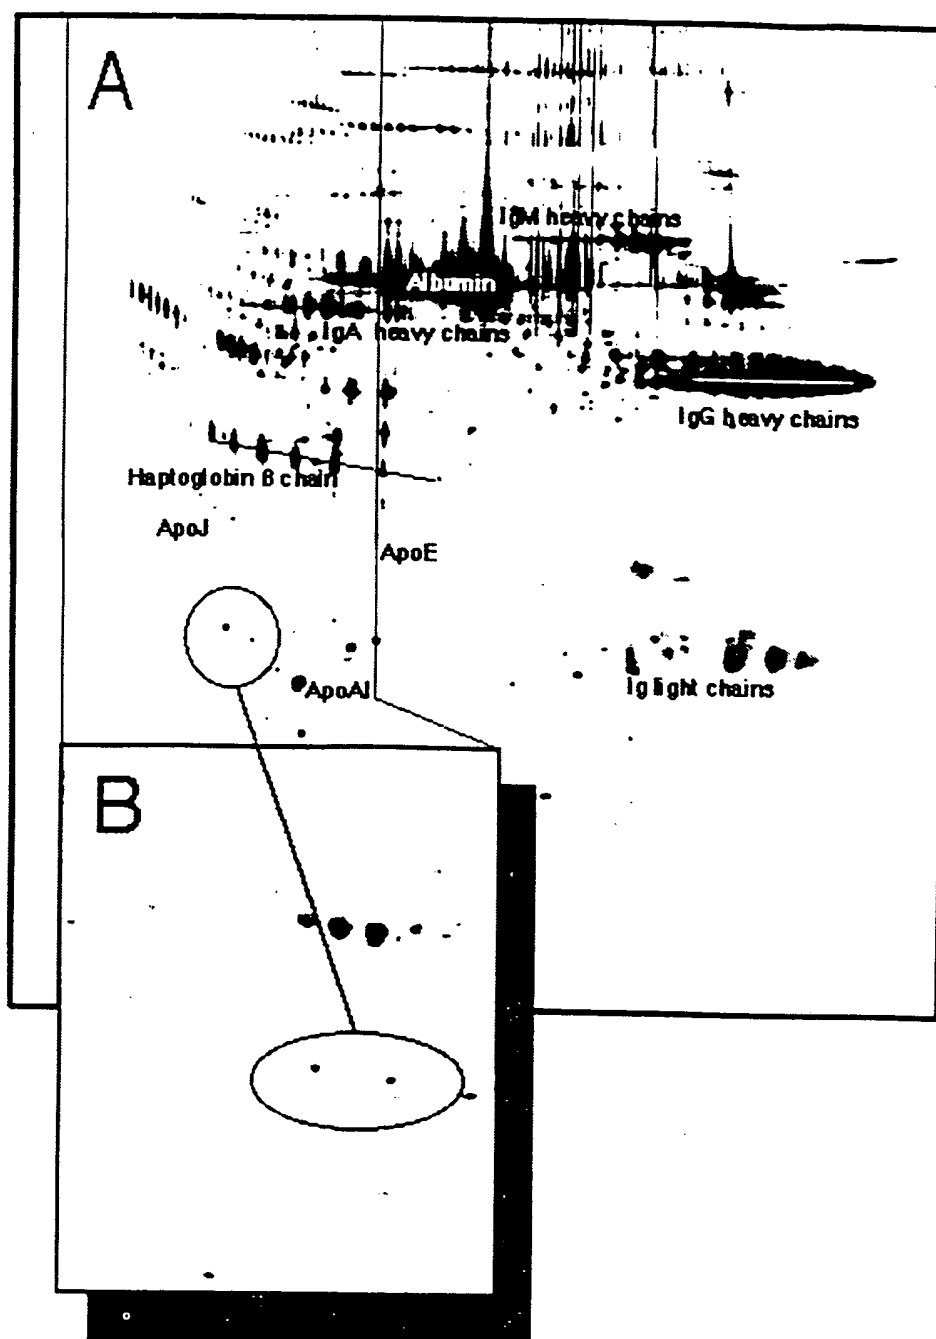 A
IgM heavy chains
Albumin
IgA heavy chains
IgG heavy chains
Haptoglobin β chain
ApoJ
ApoE
ApoAI
Ig light chains
B